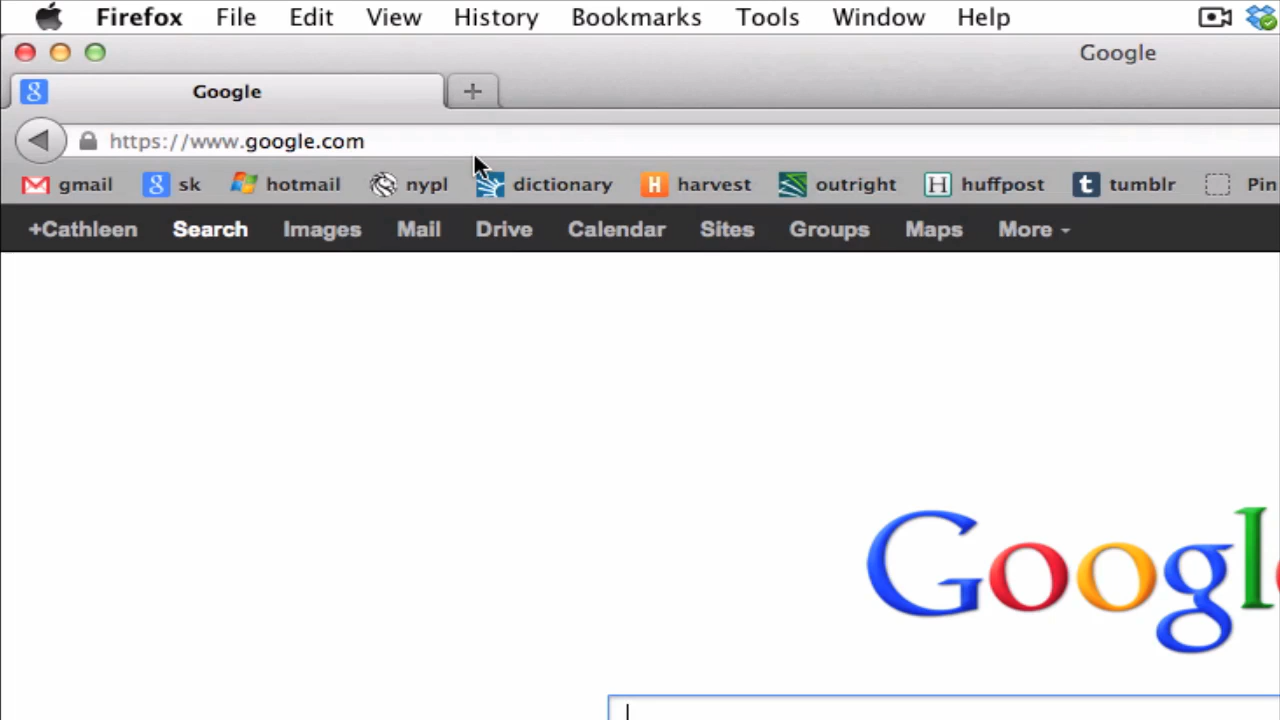 Firefox File Edit View History Bookmarks Tools Window Help
Google
Google
https://www.google.com
gmail sk hotmail nypl dictionary harvest outright huffpost tumblr Pin
+Cathleen Search Images Mail Drive Calendar Sites Groups Maps More
Google